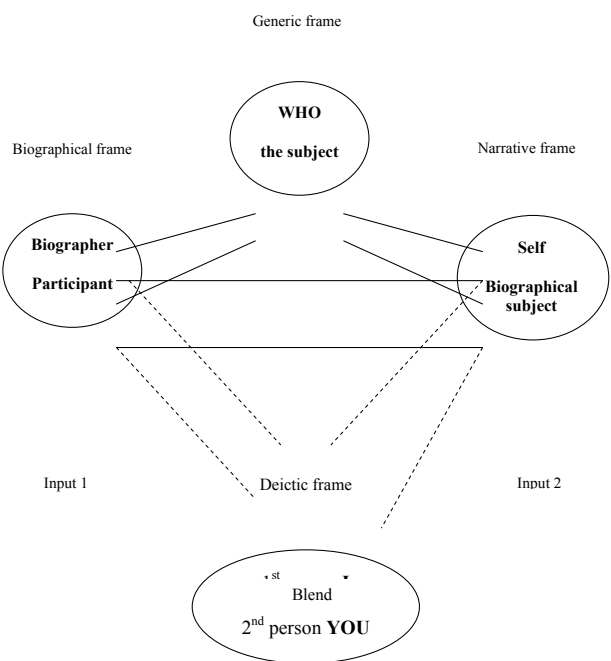 Generic frame
WHO
the subject
Biographical frame
Narrative frame
Biographer
Participant
Self
Biographical
subject
Input 1
Deictic frame
Input 2
st
Blend
2nd person YOU